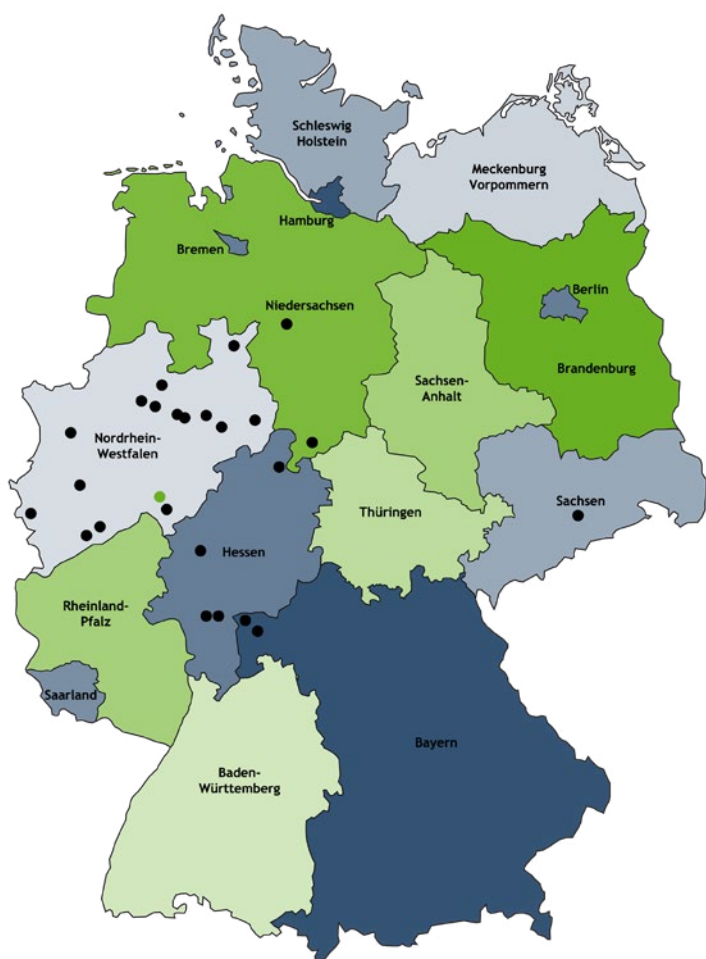 Schleswig
Holstein
Meckenburg
Vorpommern
Hamburg
Bremen
Berlin
Niedersachsen
Brandenburg
Sachsen-
Anhalt
Nordrhein-
Westfalen
Sachsen
Thüringen
Hessen
Rheinland-
Pfalz
Saarland
Bayern
Baden-
Württemberg